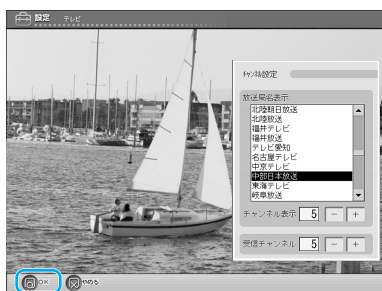 設定 テレビ
ﾁｬﾝﾈﾙ設定
放送局名表示
北陸朝日放送
北陸放送
福井テレビ
福井放送
テレビ愛知
名古屋テレビ
中京テレビ
中部日本放送
東海テレビ
岐阜放送
チャンネル表示 5 － ＋
受信チャンネル 5 － ＋
OK やめる